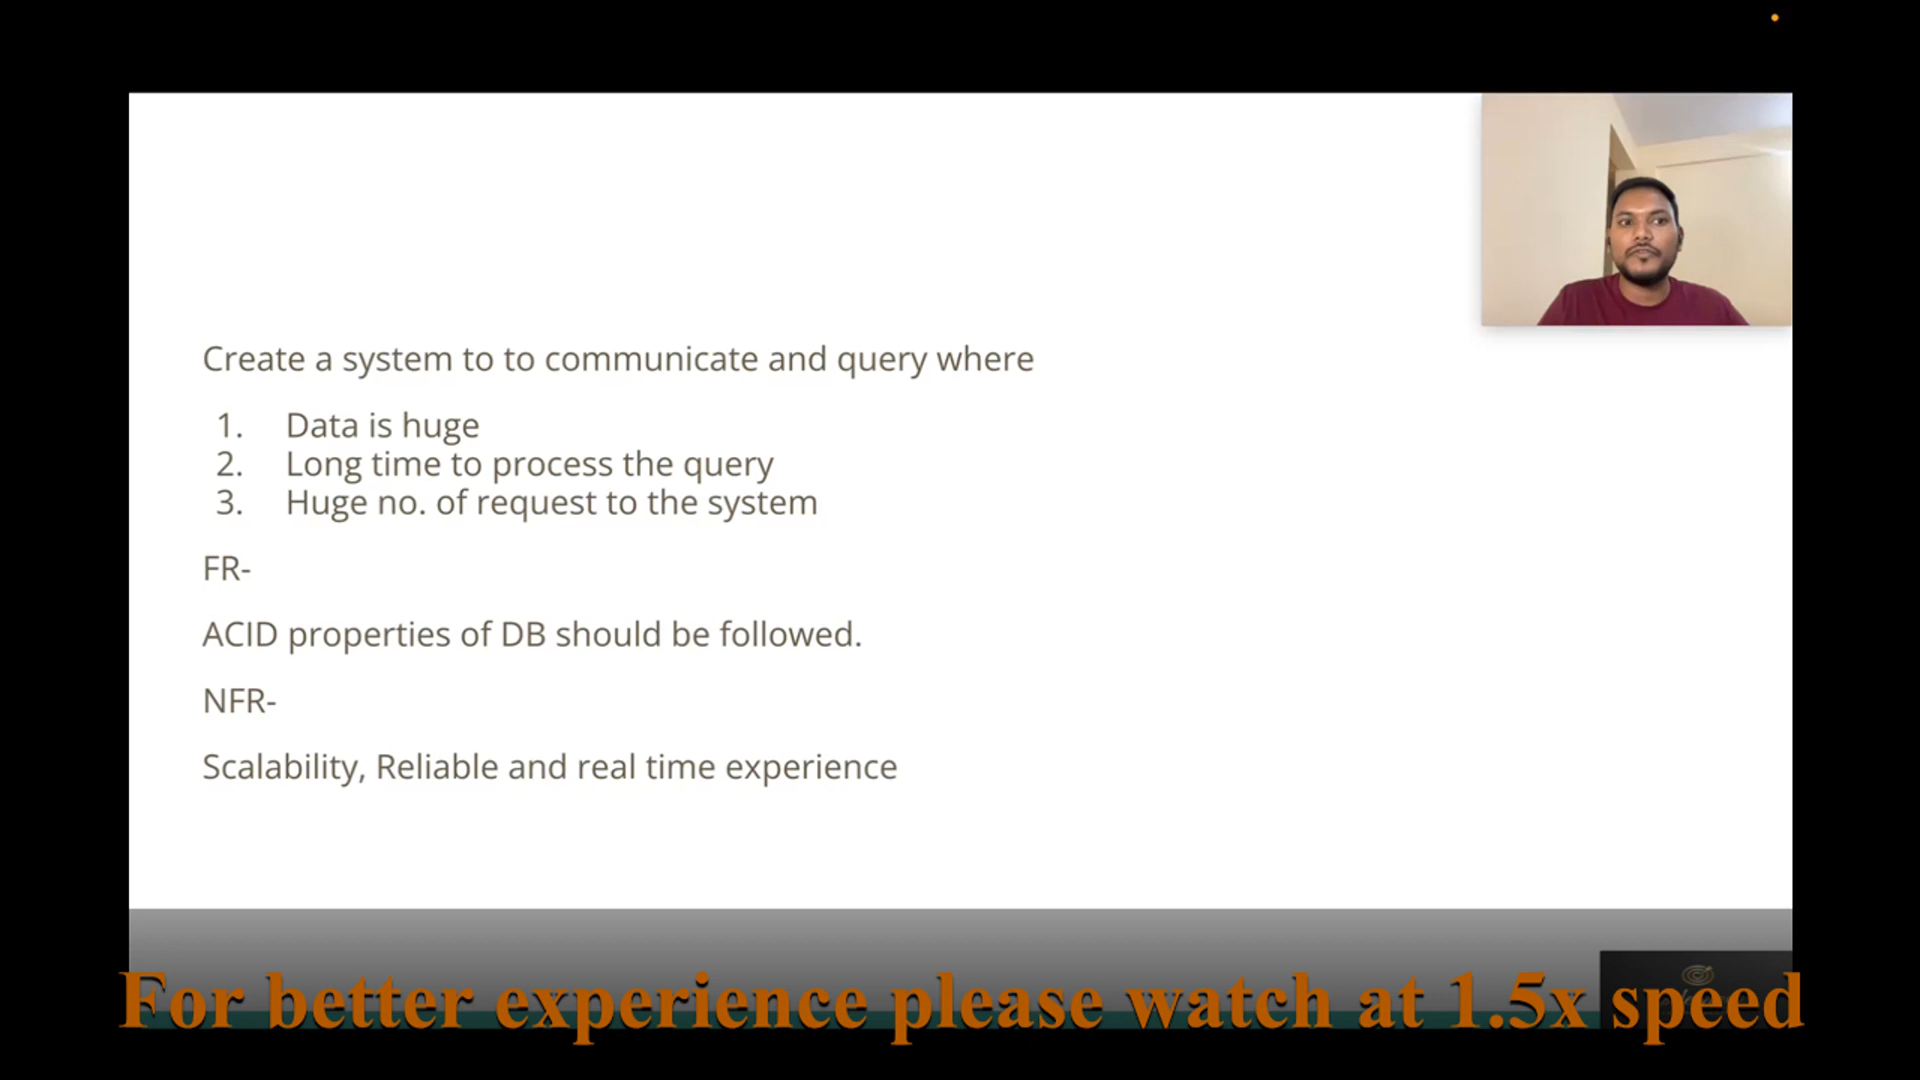 Create a system to to communicate and query where
1. Data is huge
2. Long time to process the query
3. Huge no. of request to the system
FR-
ACID properties of DB should be followed.
NFR-
Scalability, Reliable and real time experience
For better experience please watch at 1.5x speed